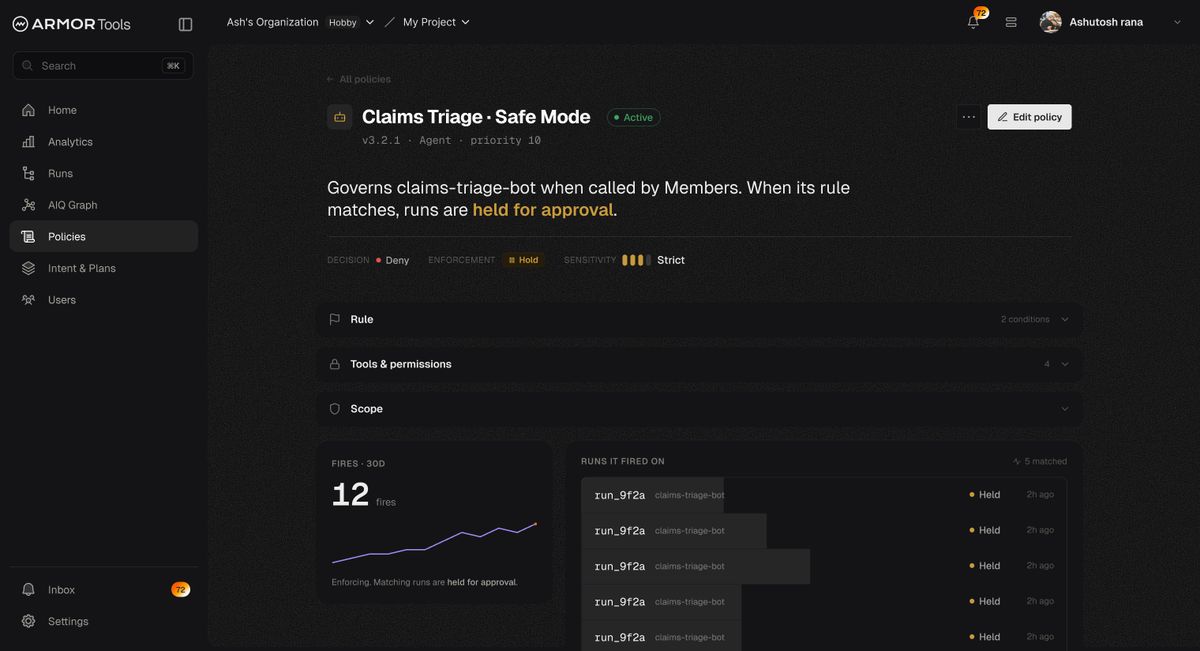 ARMOR Tools
Ash's Organization Hobby My Project
72
Ashutosh rana
Search ⌘K
Home
Analytics
Runs
AIQ Graph
Policies
Intent & Plans
Users
Inbox 72
Settings
← All policies
Claims Triage · Safe Mode
Active
··· Edit policy
v3.2.1 · Agent · priority 10
Governs claims-triage-bot when called by Members. When its rule
matches, runs are held for approval.
DECISION Deny ENFORCEMENT Hold SENSITIVITY Strict
Rule 2 conditions
Tools & permissions 4
Scope
FIRES · 30D
12 fires
Enforcing. Matching runs are held for approval.
RUNS IT FIRED ON 5 matched
run_9f2a claims-triage-bot Held 2h ago
run_9f2a claims-triage-bot Held 2h ago
run_9f2a claims-triage-bot Held 2h ago
run_9f2a claims-triage-bot Held 2h ago
run_9f2a claims-triage-bot Held 2h ago